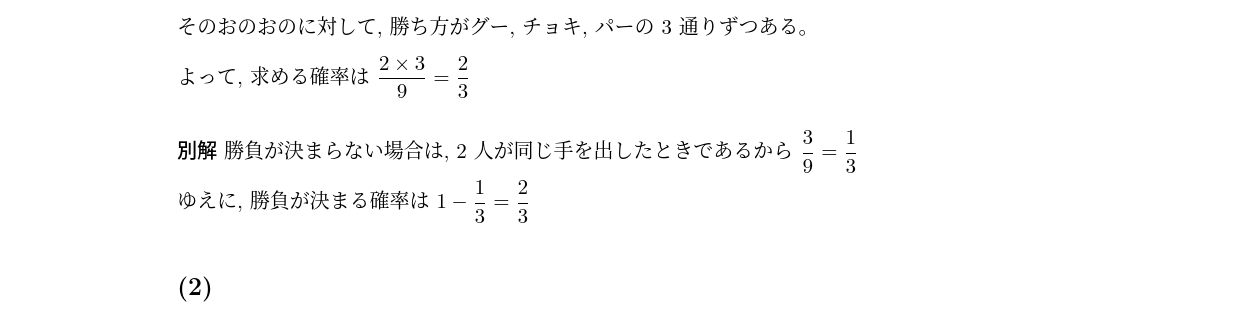 そのおのおのに対して, 勝ち方がグー, チョキ, パーの 3 通りずつある。
よって, 求める確率は \frac{2 × 3}{9} = \frac{2}{3}
別解 勝負が決まらない場合は, 2 人が同じ手を出したときであるから \frac{3}{9} = \frac{1}{3}
ゆえに, 勝負が決まる確率は 1 − \frac{1}{3} = \frac{2}{3}
(2)